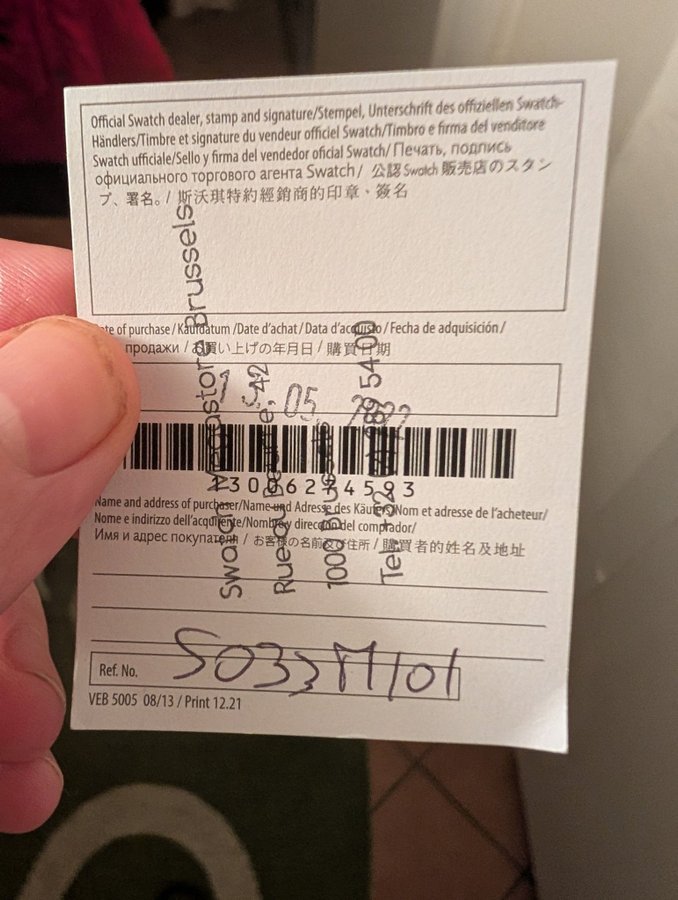 Official Swatch dealer, stamp and signature/Stempel, Unterschrift des offiziellen Swatch-
Händlers/Timbre et signature du vendeur officiel Swatch/Timbro e firma del venditore
Swatch ufficiale/Sello y firma del vendedor oficial Swatch/ Печать, подпись
официального торгового агента Swatch/ 公認 Swatch 販売店のスタン
プ、署名。/ 斯沃琪特約經銷商的印章、簽名
of purchase / Kaufdatum /Date d'achat / Data d'acquisto / Fecha de adquisición /
продажи / お買い上げの年月日 / 購買日期
05.
Name and address of purchaser/Name und Adresse des Käufers/Nom et adresse de l'acheteur/
Nome e indirizzo dell'acquirente/Nombre y dirección del comprador/
Имя и адрес покупателя / お客様の名前及び住所 / 購買者的姓名及地址
Ref. No. S033M101
VEB 5005 08/13 / Print 12.21
Swatch Megastore Brussels
Rue 42
1000 Brussels
Tel. +32 54 00